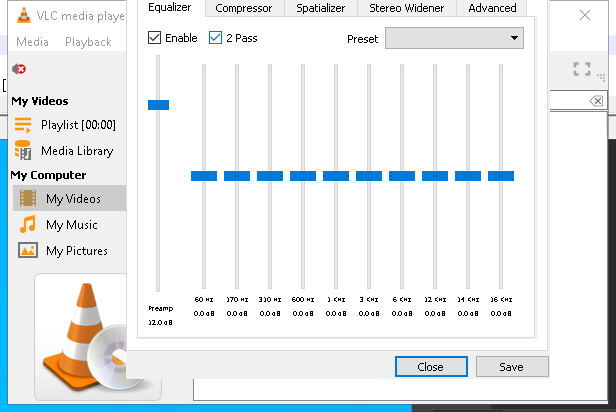 VLC media playe
Media Playback
My Videos
Playlist [00:00]
Media Library
My Computer
My Videos
My Music
My Pictures
Equalizer Compressor Spatializer Stereo Widener Advanced
Enable 2 Pass Preset
60 Hz 170 Hz 310 Hz 600 Hz 1 KHz 3 KHz 6 KHz 12 KHz 14 KHz 16 KHz
0.0 dB 0.0 dB 0.0 dB 0.0 dB 0.0 dB 0.0 dB 0.0 dB 0.0 dB 0.0 dB 0.0 dB
Preamp
12.0 dB
Close Save